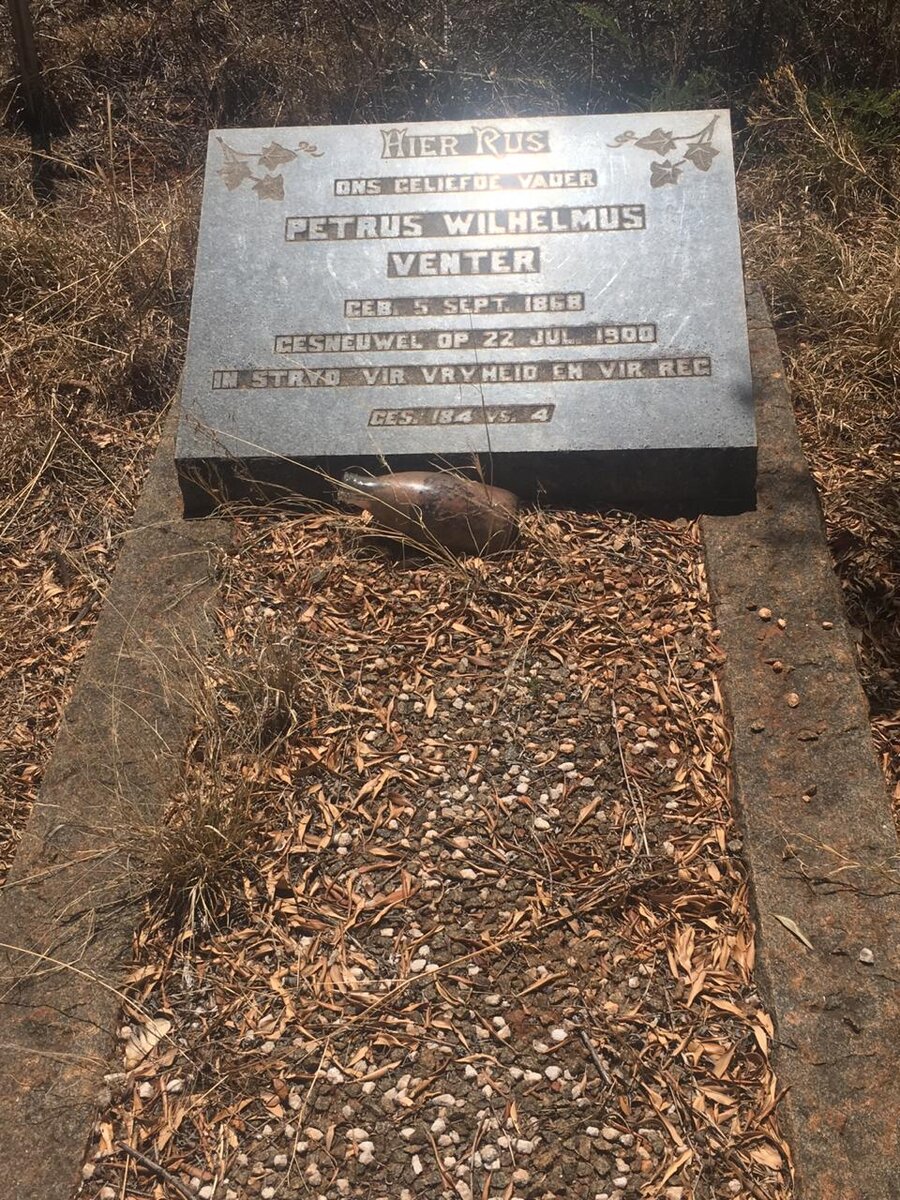 HIER RUS
ONS GELIEFDE VADER
PETRUS WILHELMUS
VENTER
GEB. 5 SEPT. 1868
GESNEUWEL OP 22 JUL. 1900
IN STRYD VIR VRYHEID EN VIR REG
GES. 184 VS. 4